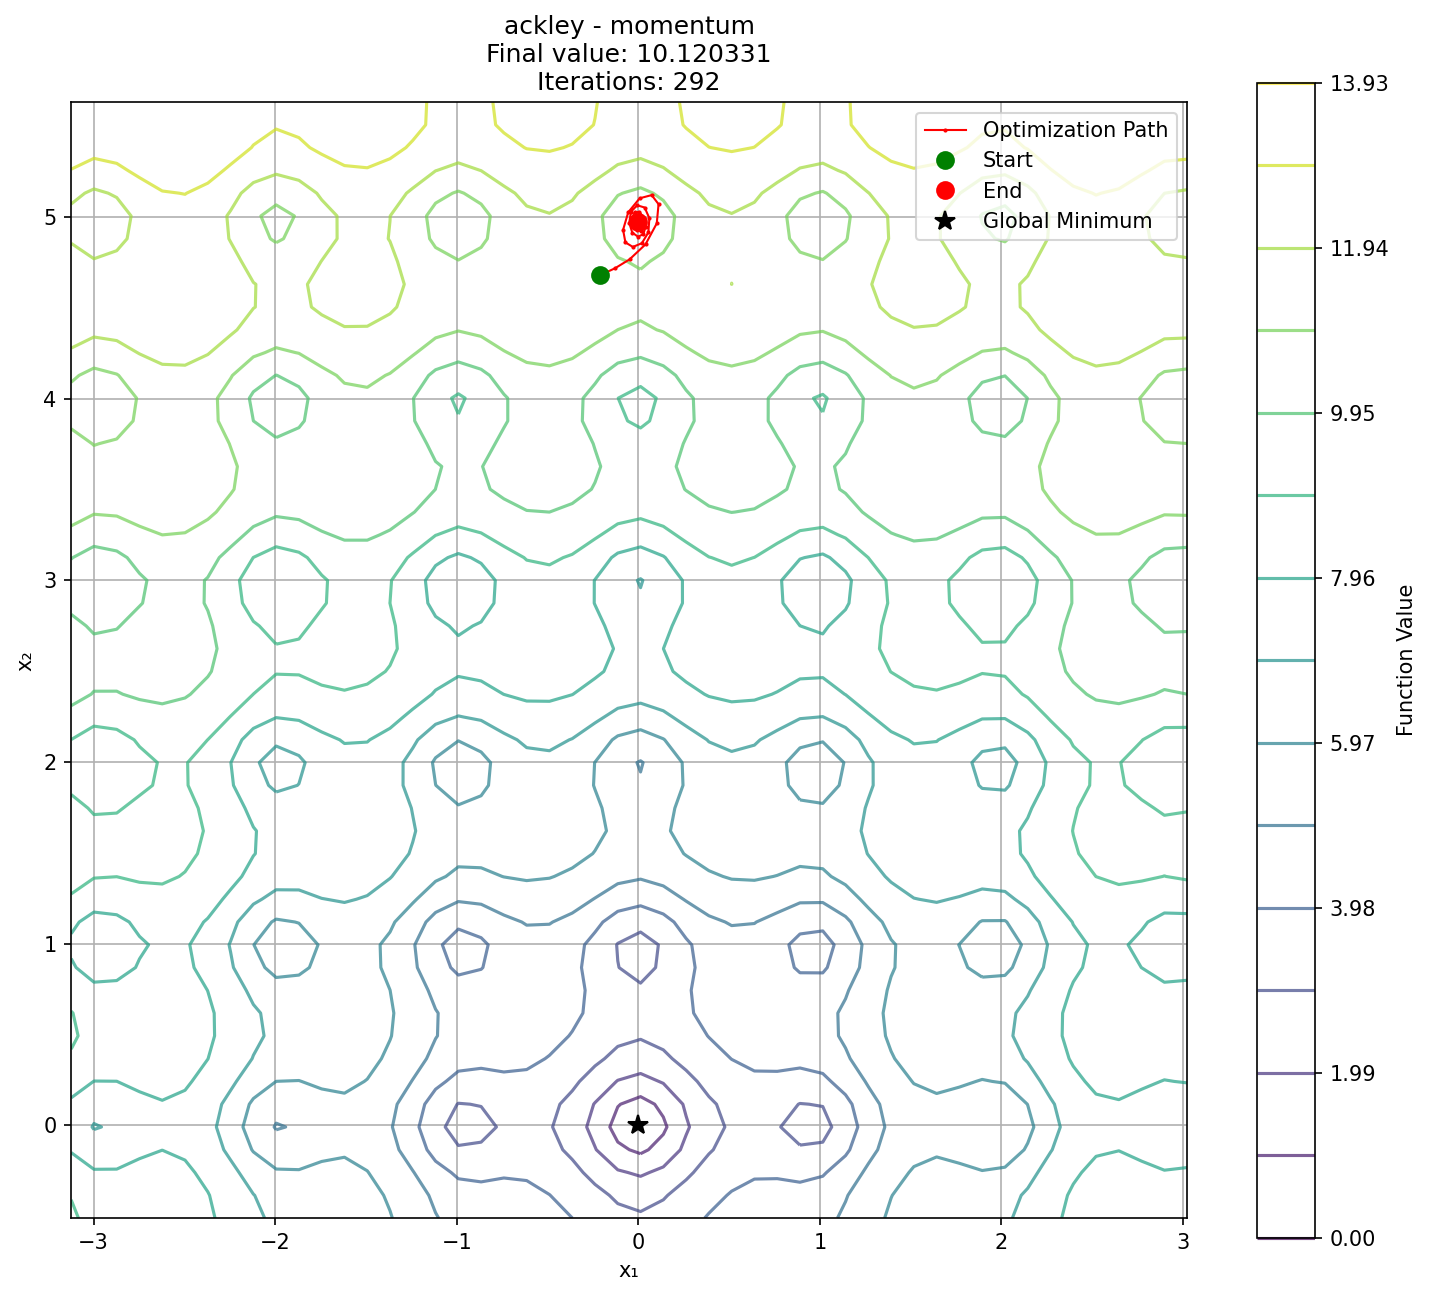 ackley - momentum
Final value: 10.120331
Iterations: 292
Optimization Path
Start
End
Global Minimum
5
4
3
2
1
0
x₂
−3
−2
−1
0
1
2
3
x₁
13.93
11.94
9.95
7.96
5.97
3.98
1.99
0.00
Function Value